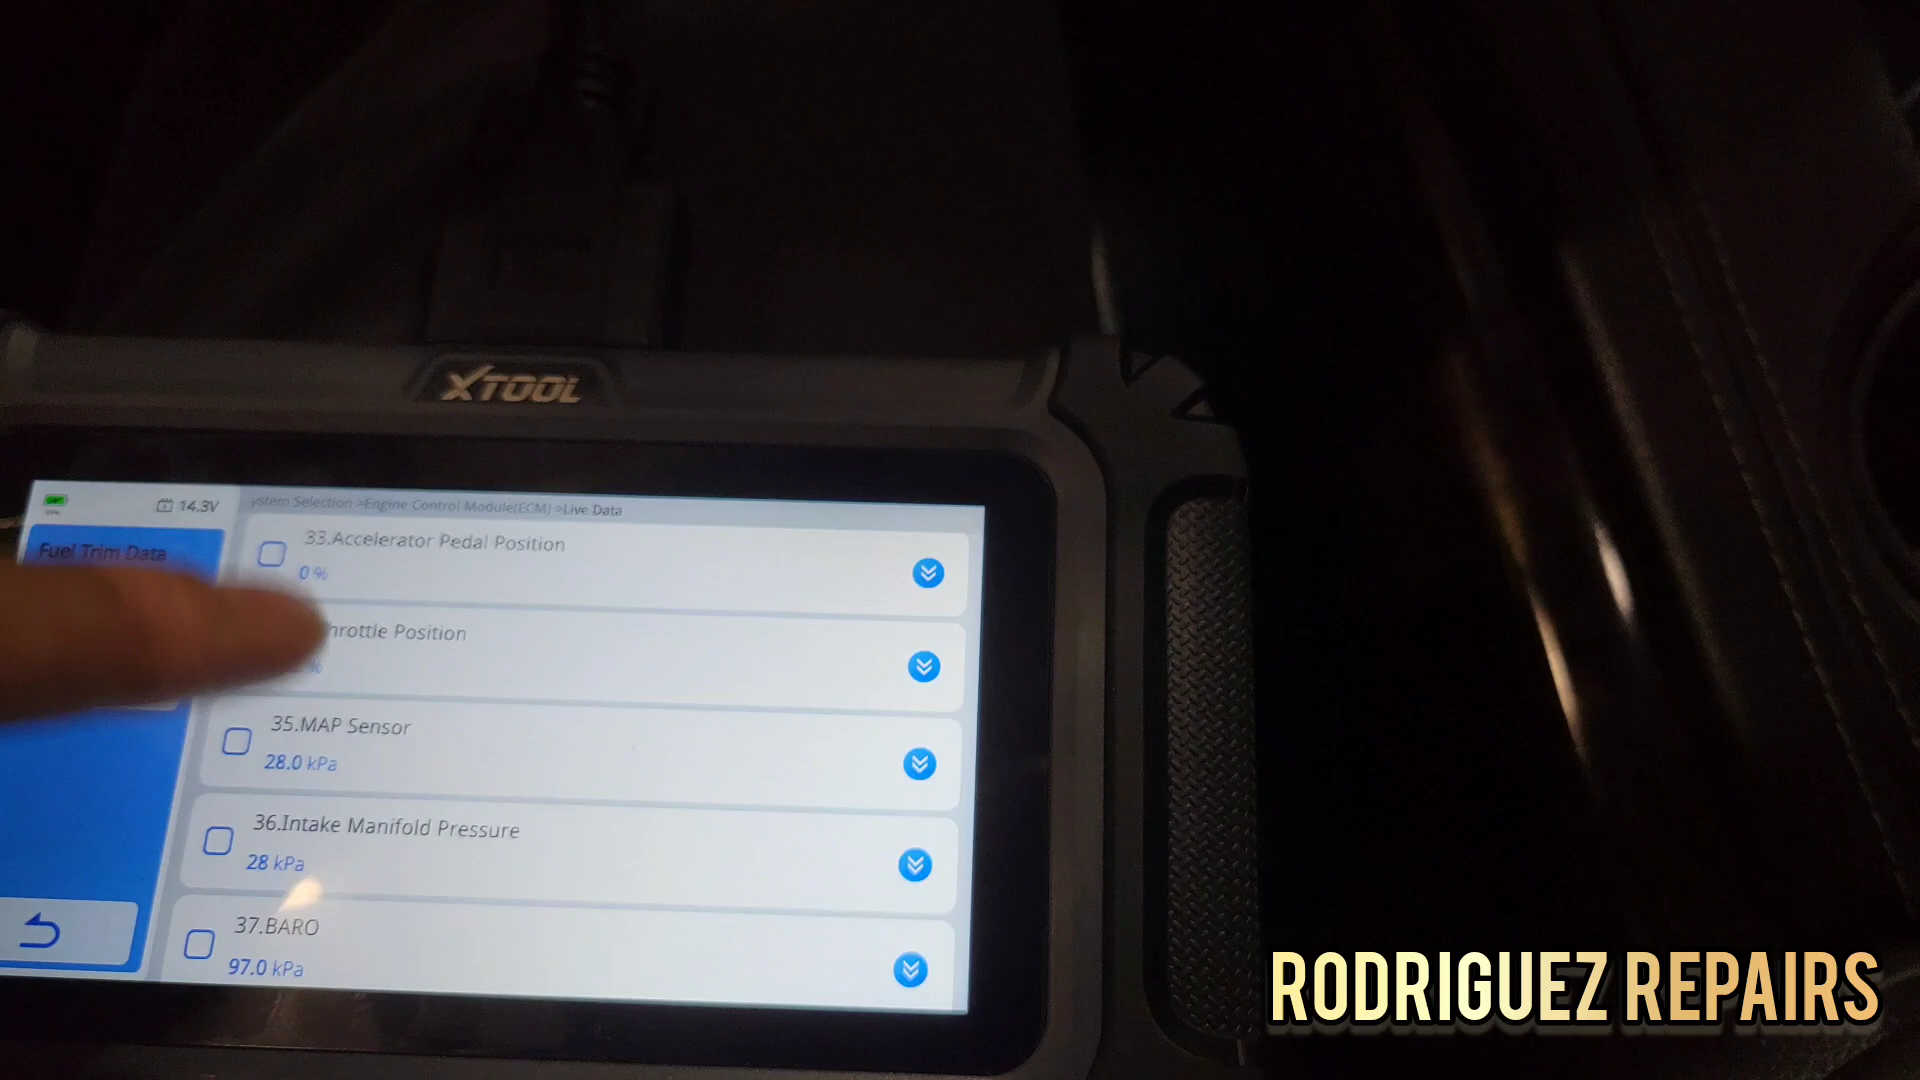 XTOOL
14.3V
ystem Selection >Engine Control Module(ECM) >Live Data
Fuel Trim Data
33.Accelerator Pedal Position
0 %
hrottle Position
%
35.MAP Sensor
28.0 kPa
36.Intake Manifold Pressure
28 kPa
37.BARO
97.0 kPa
RODRIGUEZ REPAIRS